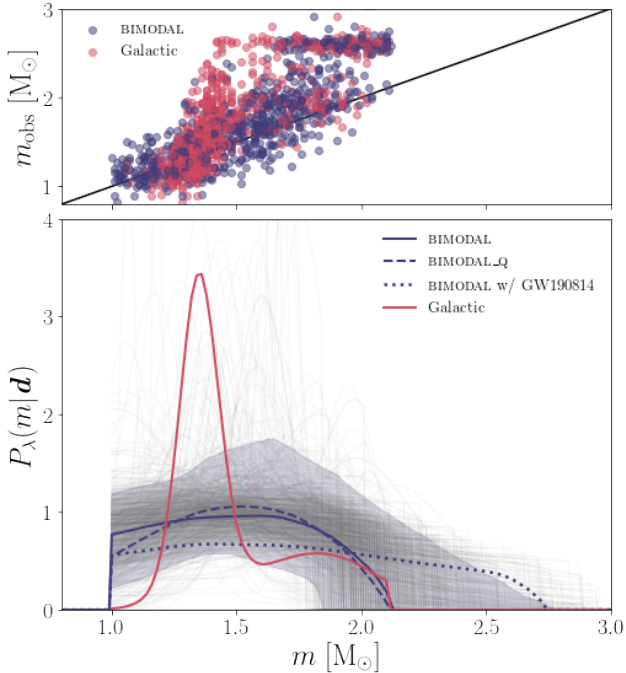 3
2
1
m_obs [M_⊙]
BIMODAL
Galactic
4
3
2
1
0
P_λ(m|d)
BIMODAL
BIMODAL_Q
BIMODAL w/ GW190814
Galactic
1.0 1.5 2.0 2.5 3.0
m [M_⊙]